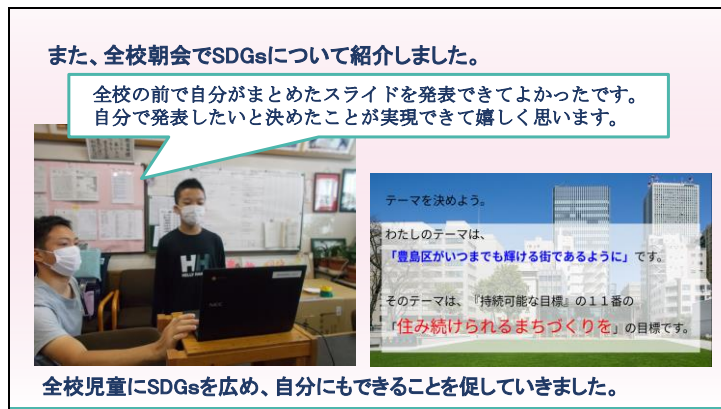 また、全校朝会でSDGsについて紹介しました。
全校の前で自分がまとめたスライドを発表できてよかったです。
自分で発表したいと決めたことが実現できて嬉しく思います。
テーマを決めよう。
わたしのテーマは、
「豊島区がいつまでも輝ける街であるように」です。
そのテーマは、『持続可能な目標』の１１番の
「住み続けられるまちづくりを」の目標です。
HH
全校児童にSDGsを広め、自分にもできることを促していきました。